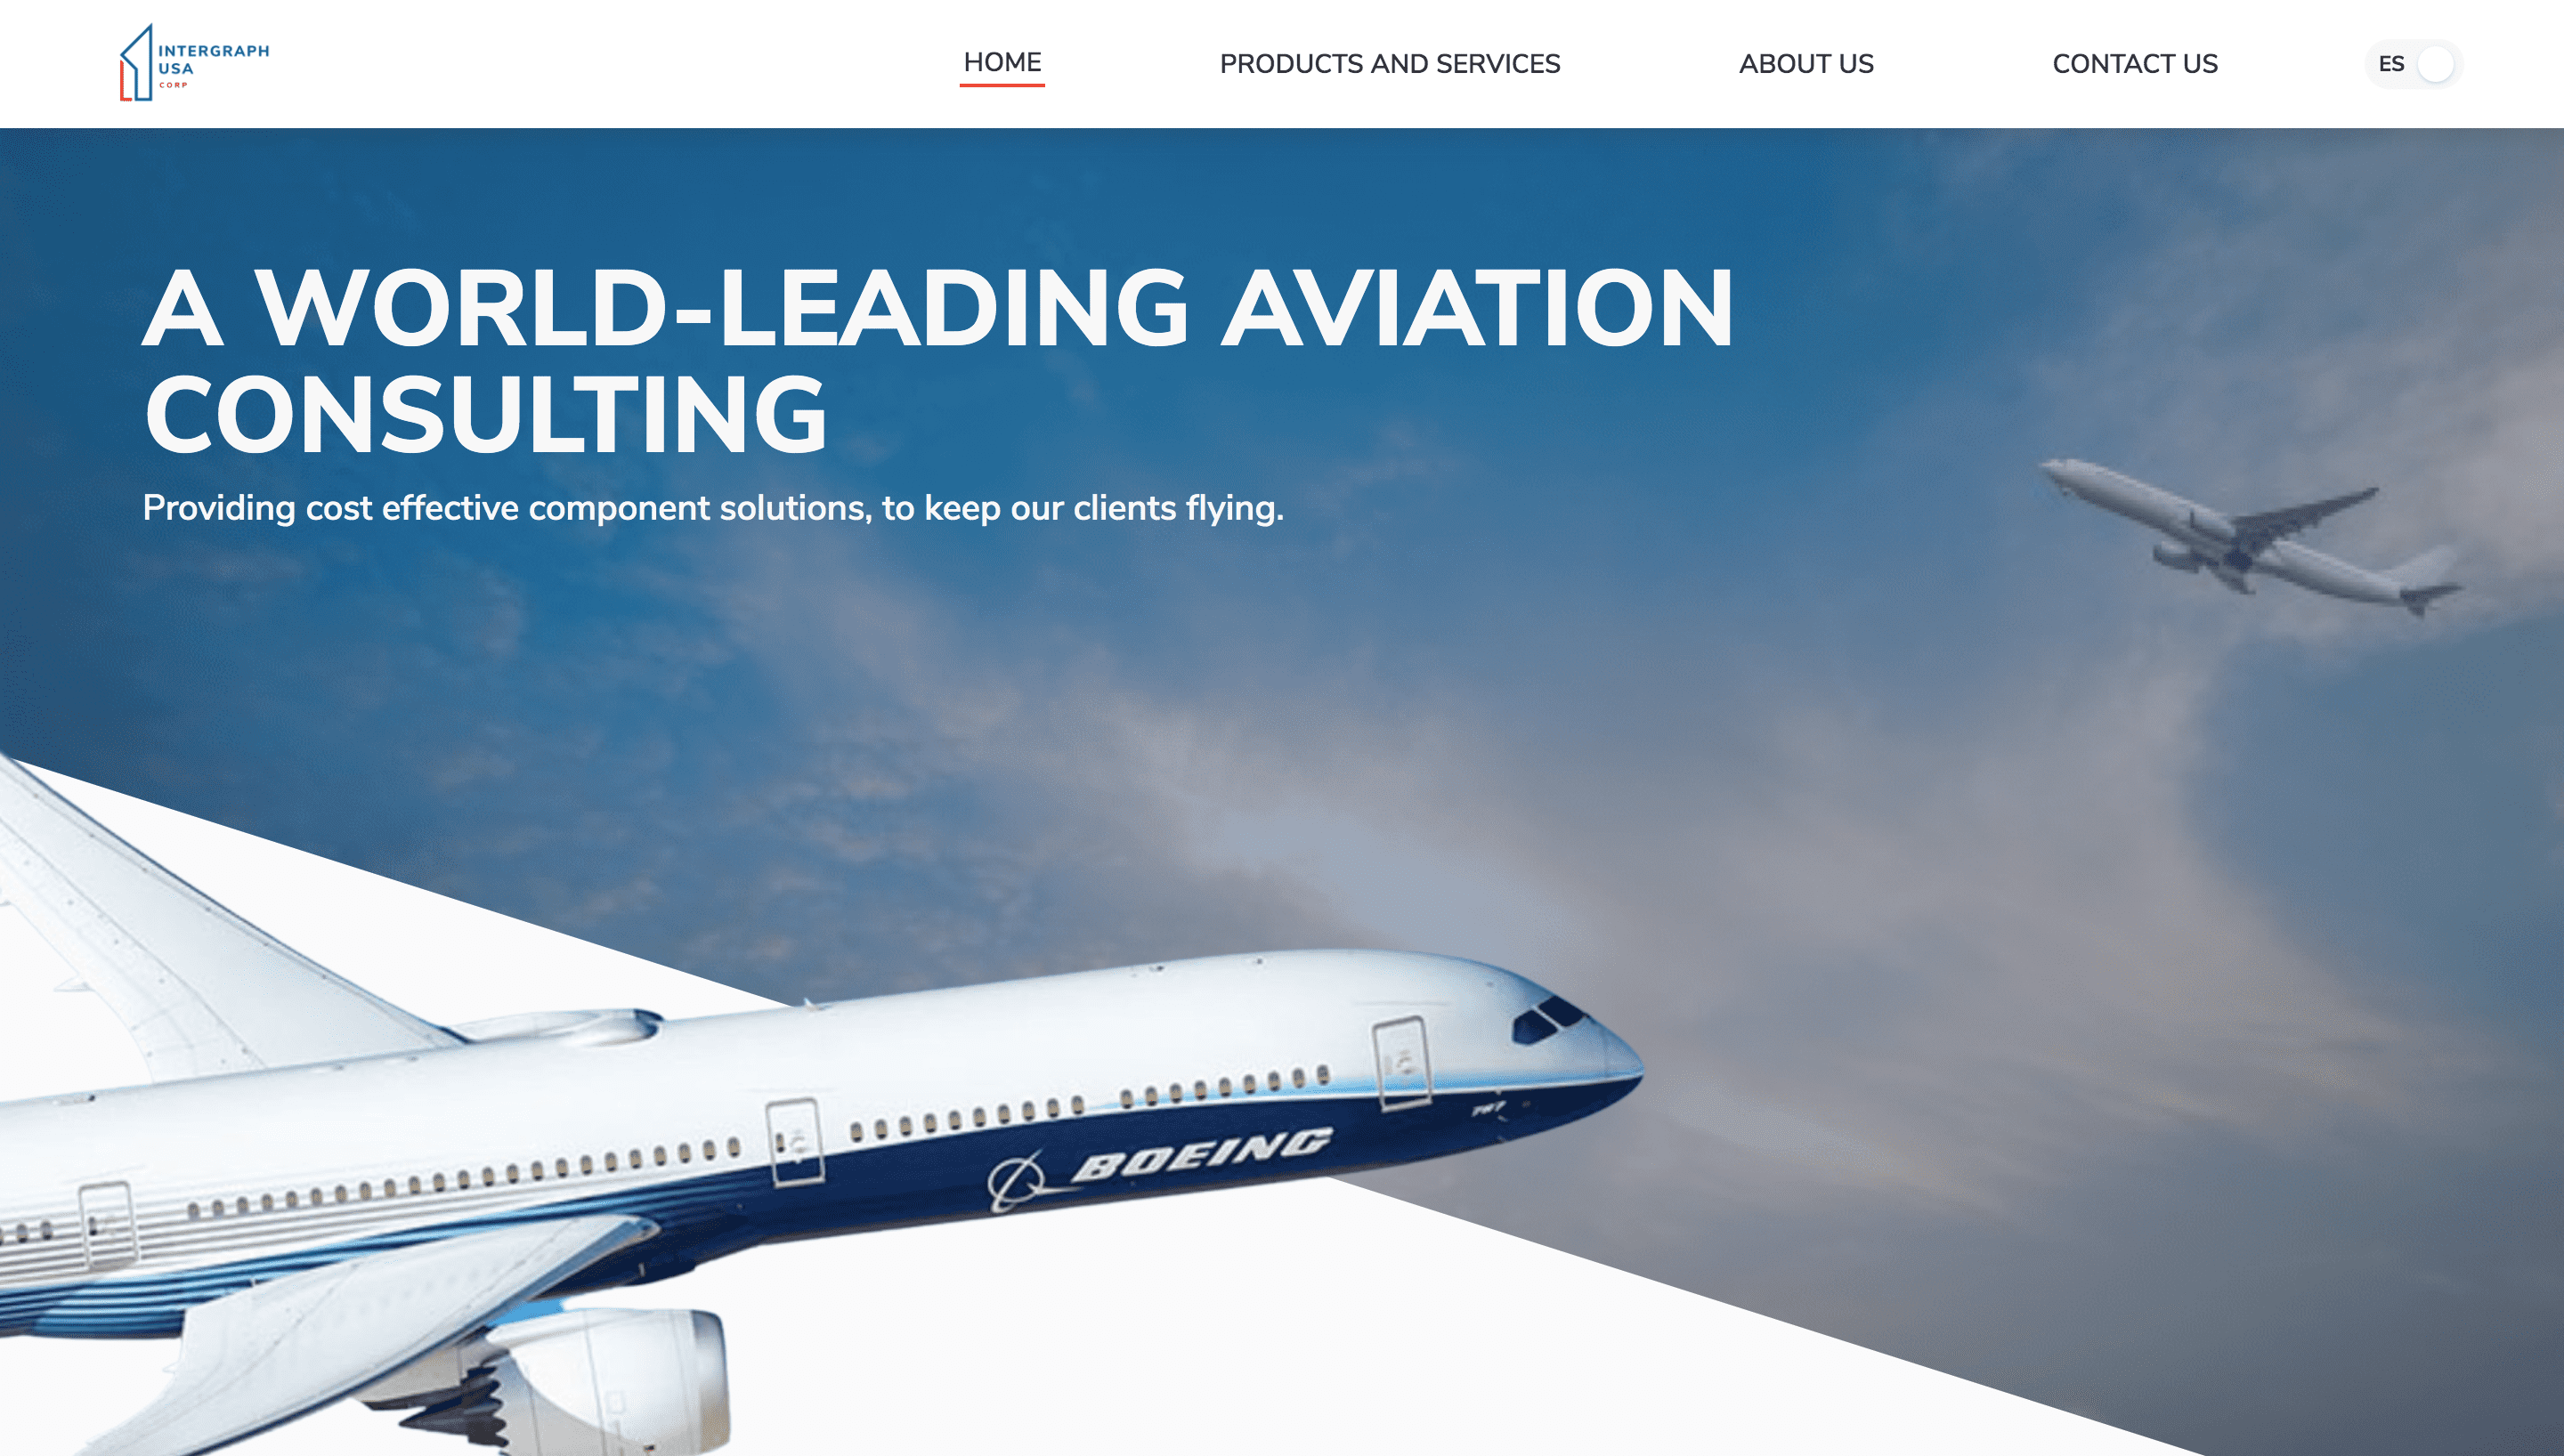 INTERGRAPH
USA
CORP
HOME
PRODUCTS AND SERVICES
ABOUT US
CONTACT US
ES
A WORLD-LEADING AVIATION
CONSULTING
Providing cost effective component solutions, to keep our clients flying.
787
BOEING